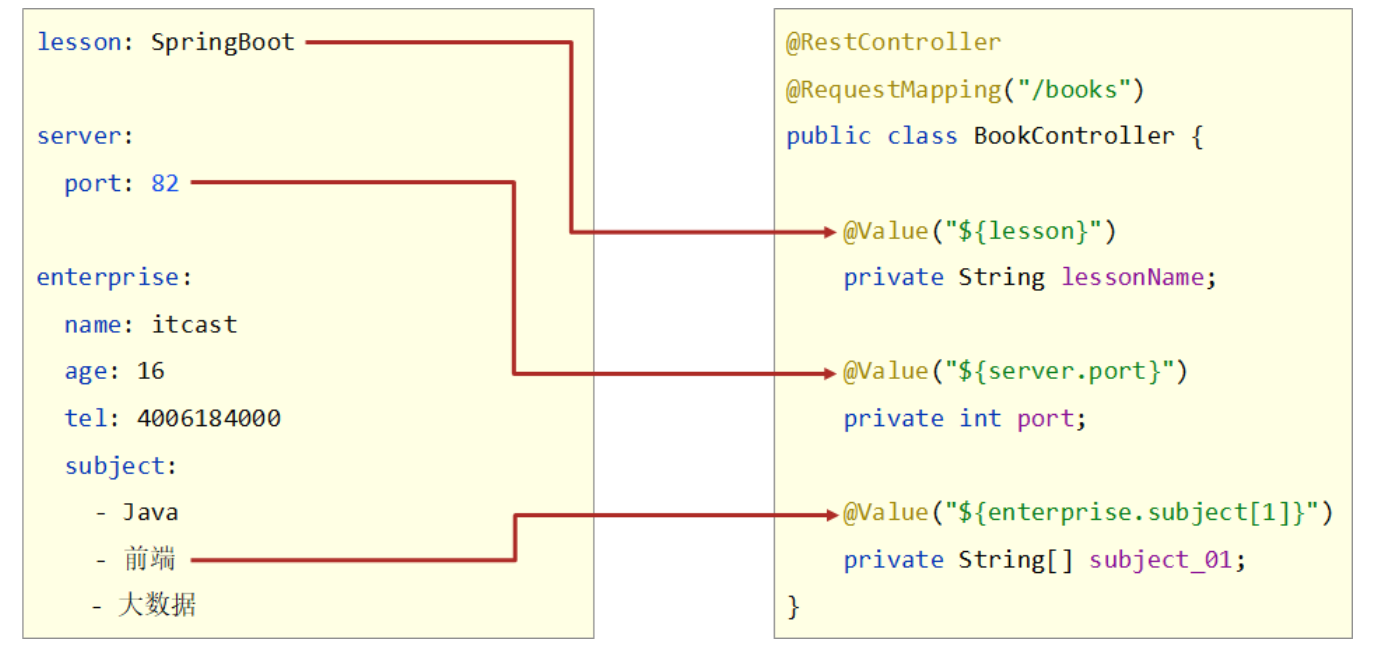 lesson: SpringBoot
server:
  port: 82
enterprise:
  name: itcast
  age: 16
  tel: 4006184000
  subject:
    - Java
    - 前端
    - 大数据
@RestController
@RequestMapping("/books")
public class BookController {
    @Value("${lesson}")
    private String lessonName;
    @Value("${server.port}")
    private int port;
    @Value("${enterprise.subject[1]}")
    private String[] subject_01;
}